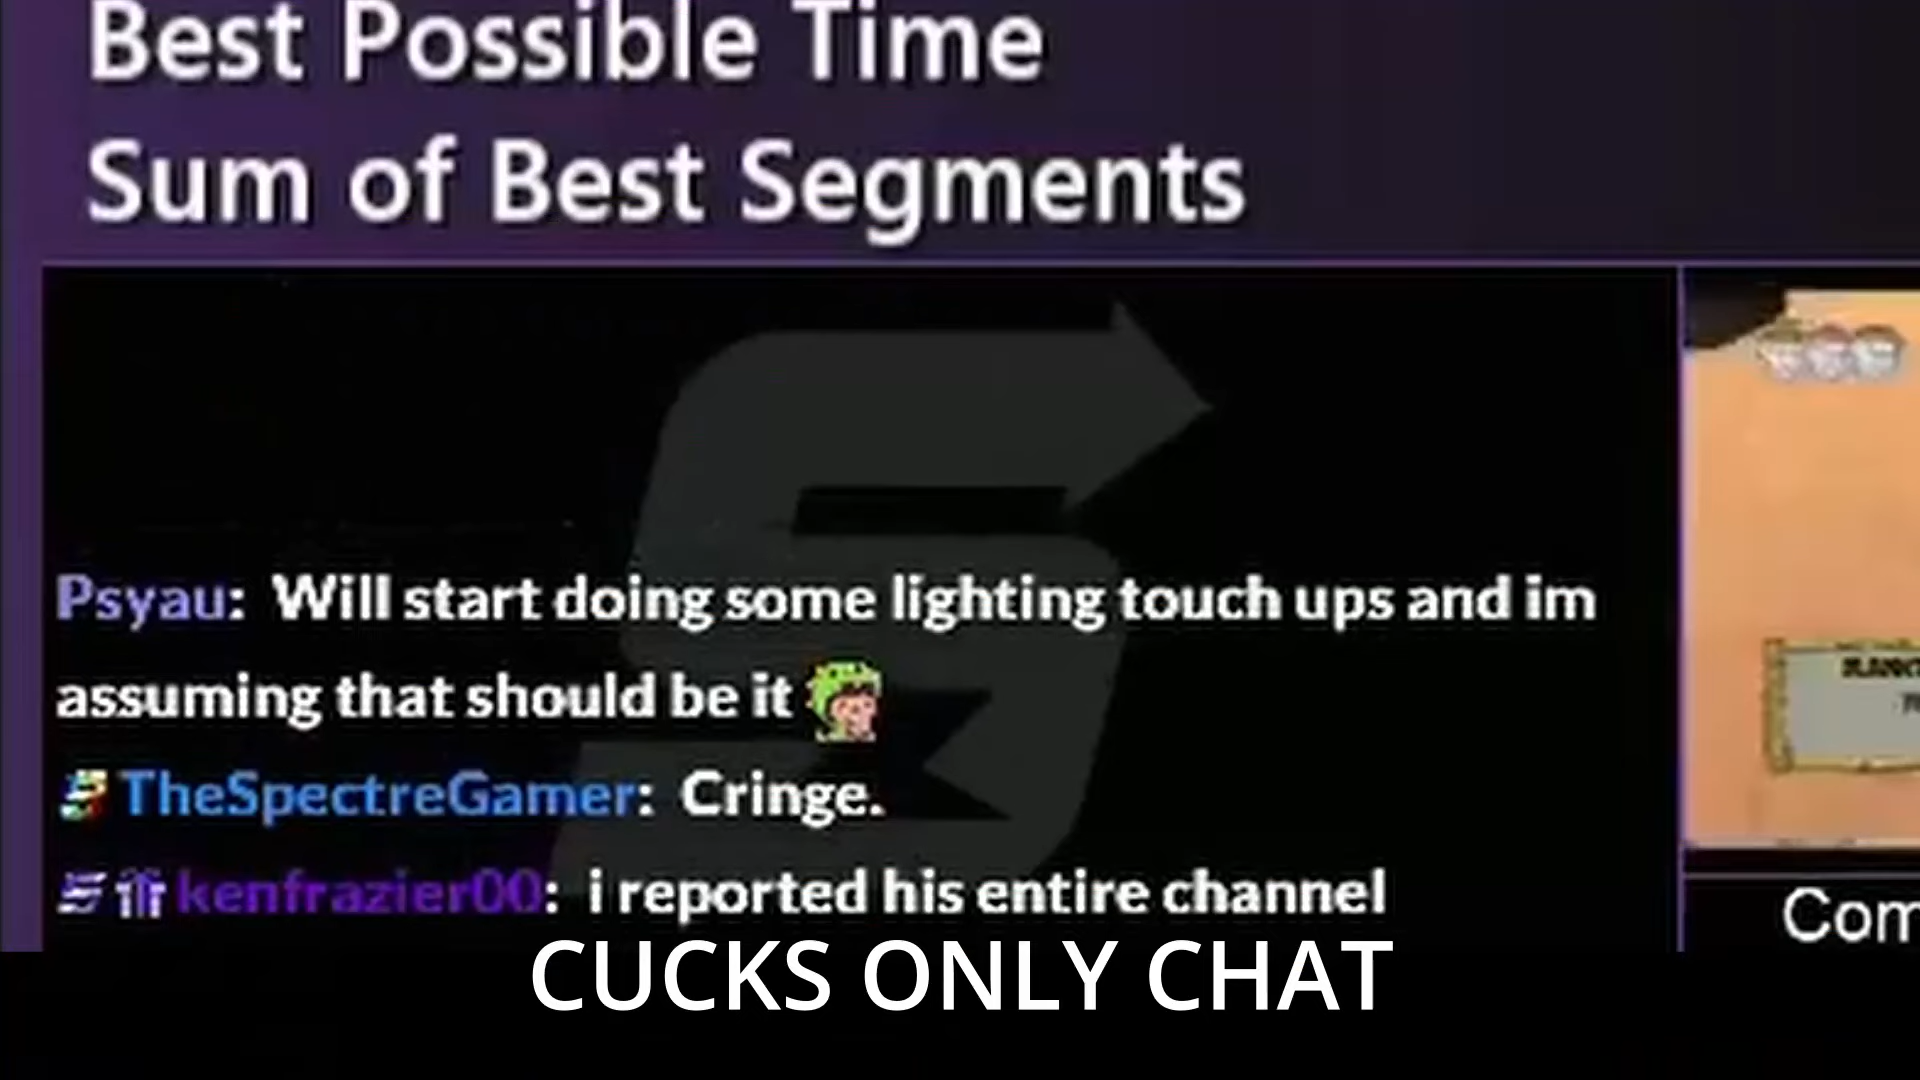 Best Possible Time
Sum of Best Segments
Psyau: Will start doing some lighting touch ups and im
assuming that should be it
TheSpectreGamer: Cringe.
kenfrazier00: i reported his entire channel
Com
CUCKS ONLY CHAT